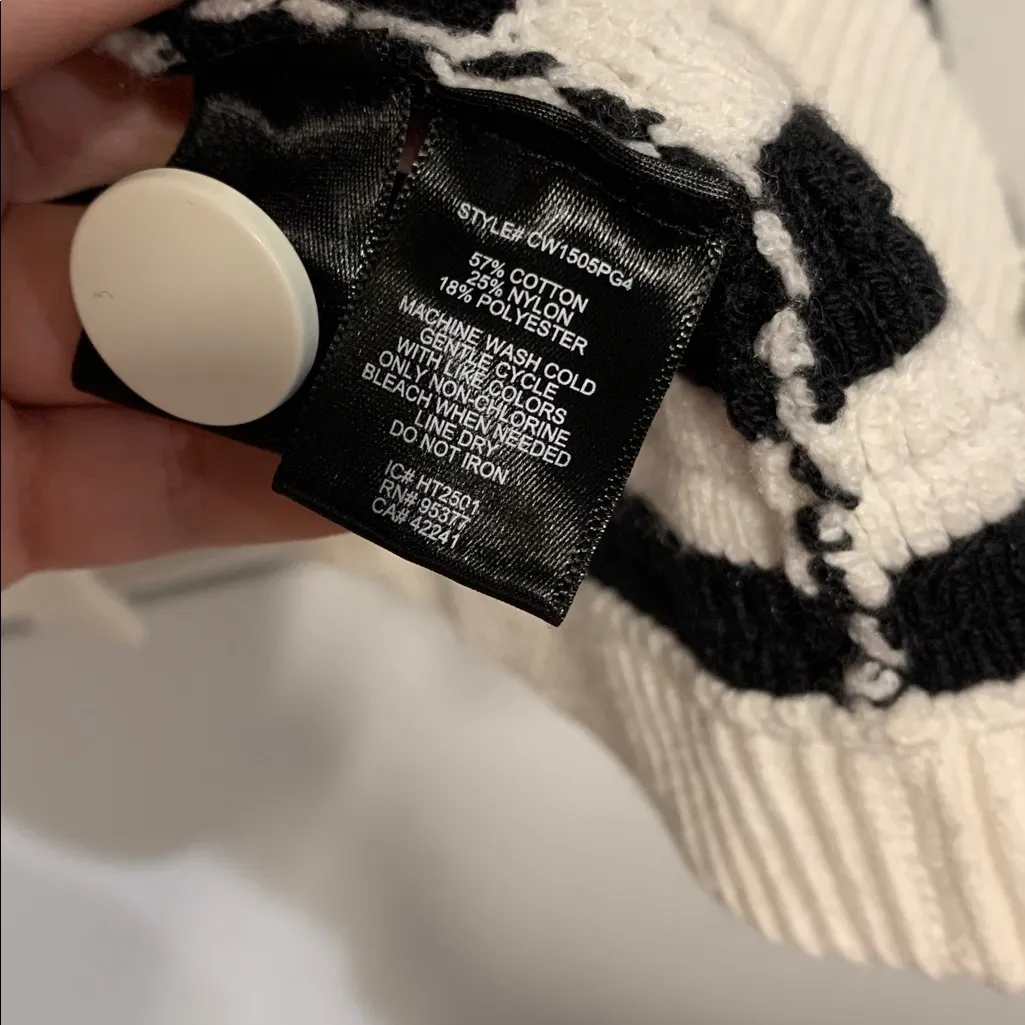 STYLE# CW1505PG4
57% COTTON
25% NYLON
18% POLYESTER
MACHINE WASH COLD
GENTLE CYCLE
WITH LIKE COLORS
ONLY NON-CHLORINE
BLEACH WHEN NEEDED
LINE DRY
DO NOT IRON
IC# HT2501
RN# 95377
CA# 42241